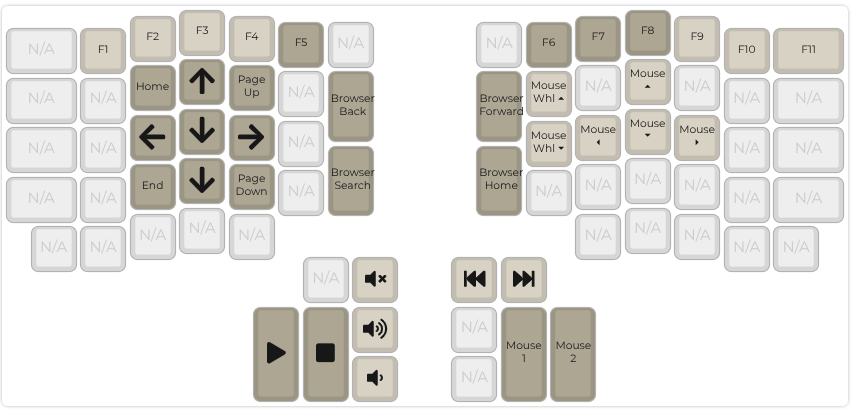 N/A F1 F2 F3 F4 F5 N/A
N/A F6 F7 F8 F9 F10 F11
N/A N/A Home Page
Up N/A Browser
Back
Browser
Forward Mouse
Whl N/A Mouse N/A N/A N/A
N/A N/A N/A
Mouse
Whl Mouse Mouse Mouse N/A N/A
N/A N/A End Page
Down N/A Browser
Search
Browser
Home N/A N/A N/A N/A N/A N/A
N/A N/A N/A N/A N/A
N/A N/A N/A N/A N/A
N/A
N/A
N/A
Mouse
1
Mouse
2